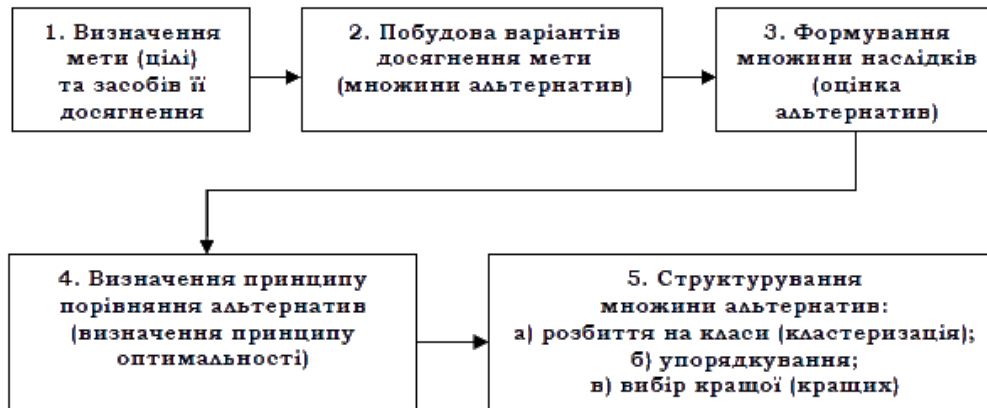 1. Визначення
мети (цілі)
та засобів її
досягнення
2. Побудова варіантів
досягнення мети
(множини альтернатив)
3. Формування
множини наслідків
(оцінка
альтернатив)
4. Визначення принципу
порівняння альтернатив
(визначення принципу
оптимальності)
5. Структурування
множини альтернатив:
а) розбиття на класи (кластеризація);
б) упорядкування;
в) вибір кращої (кращих)